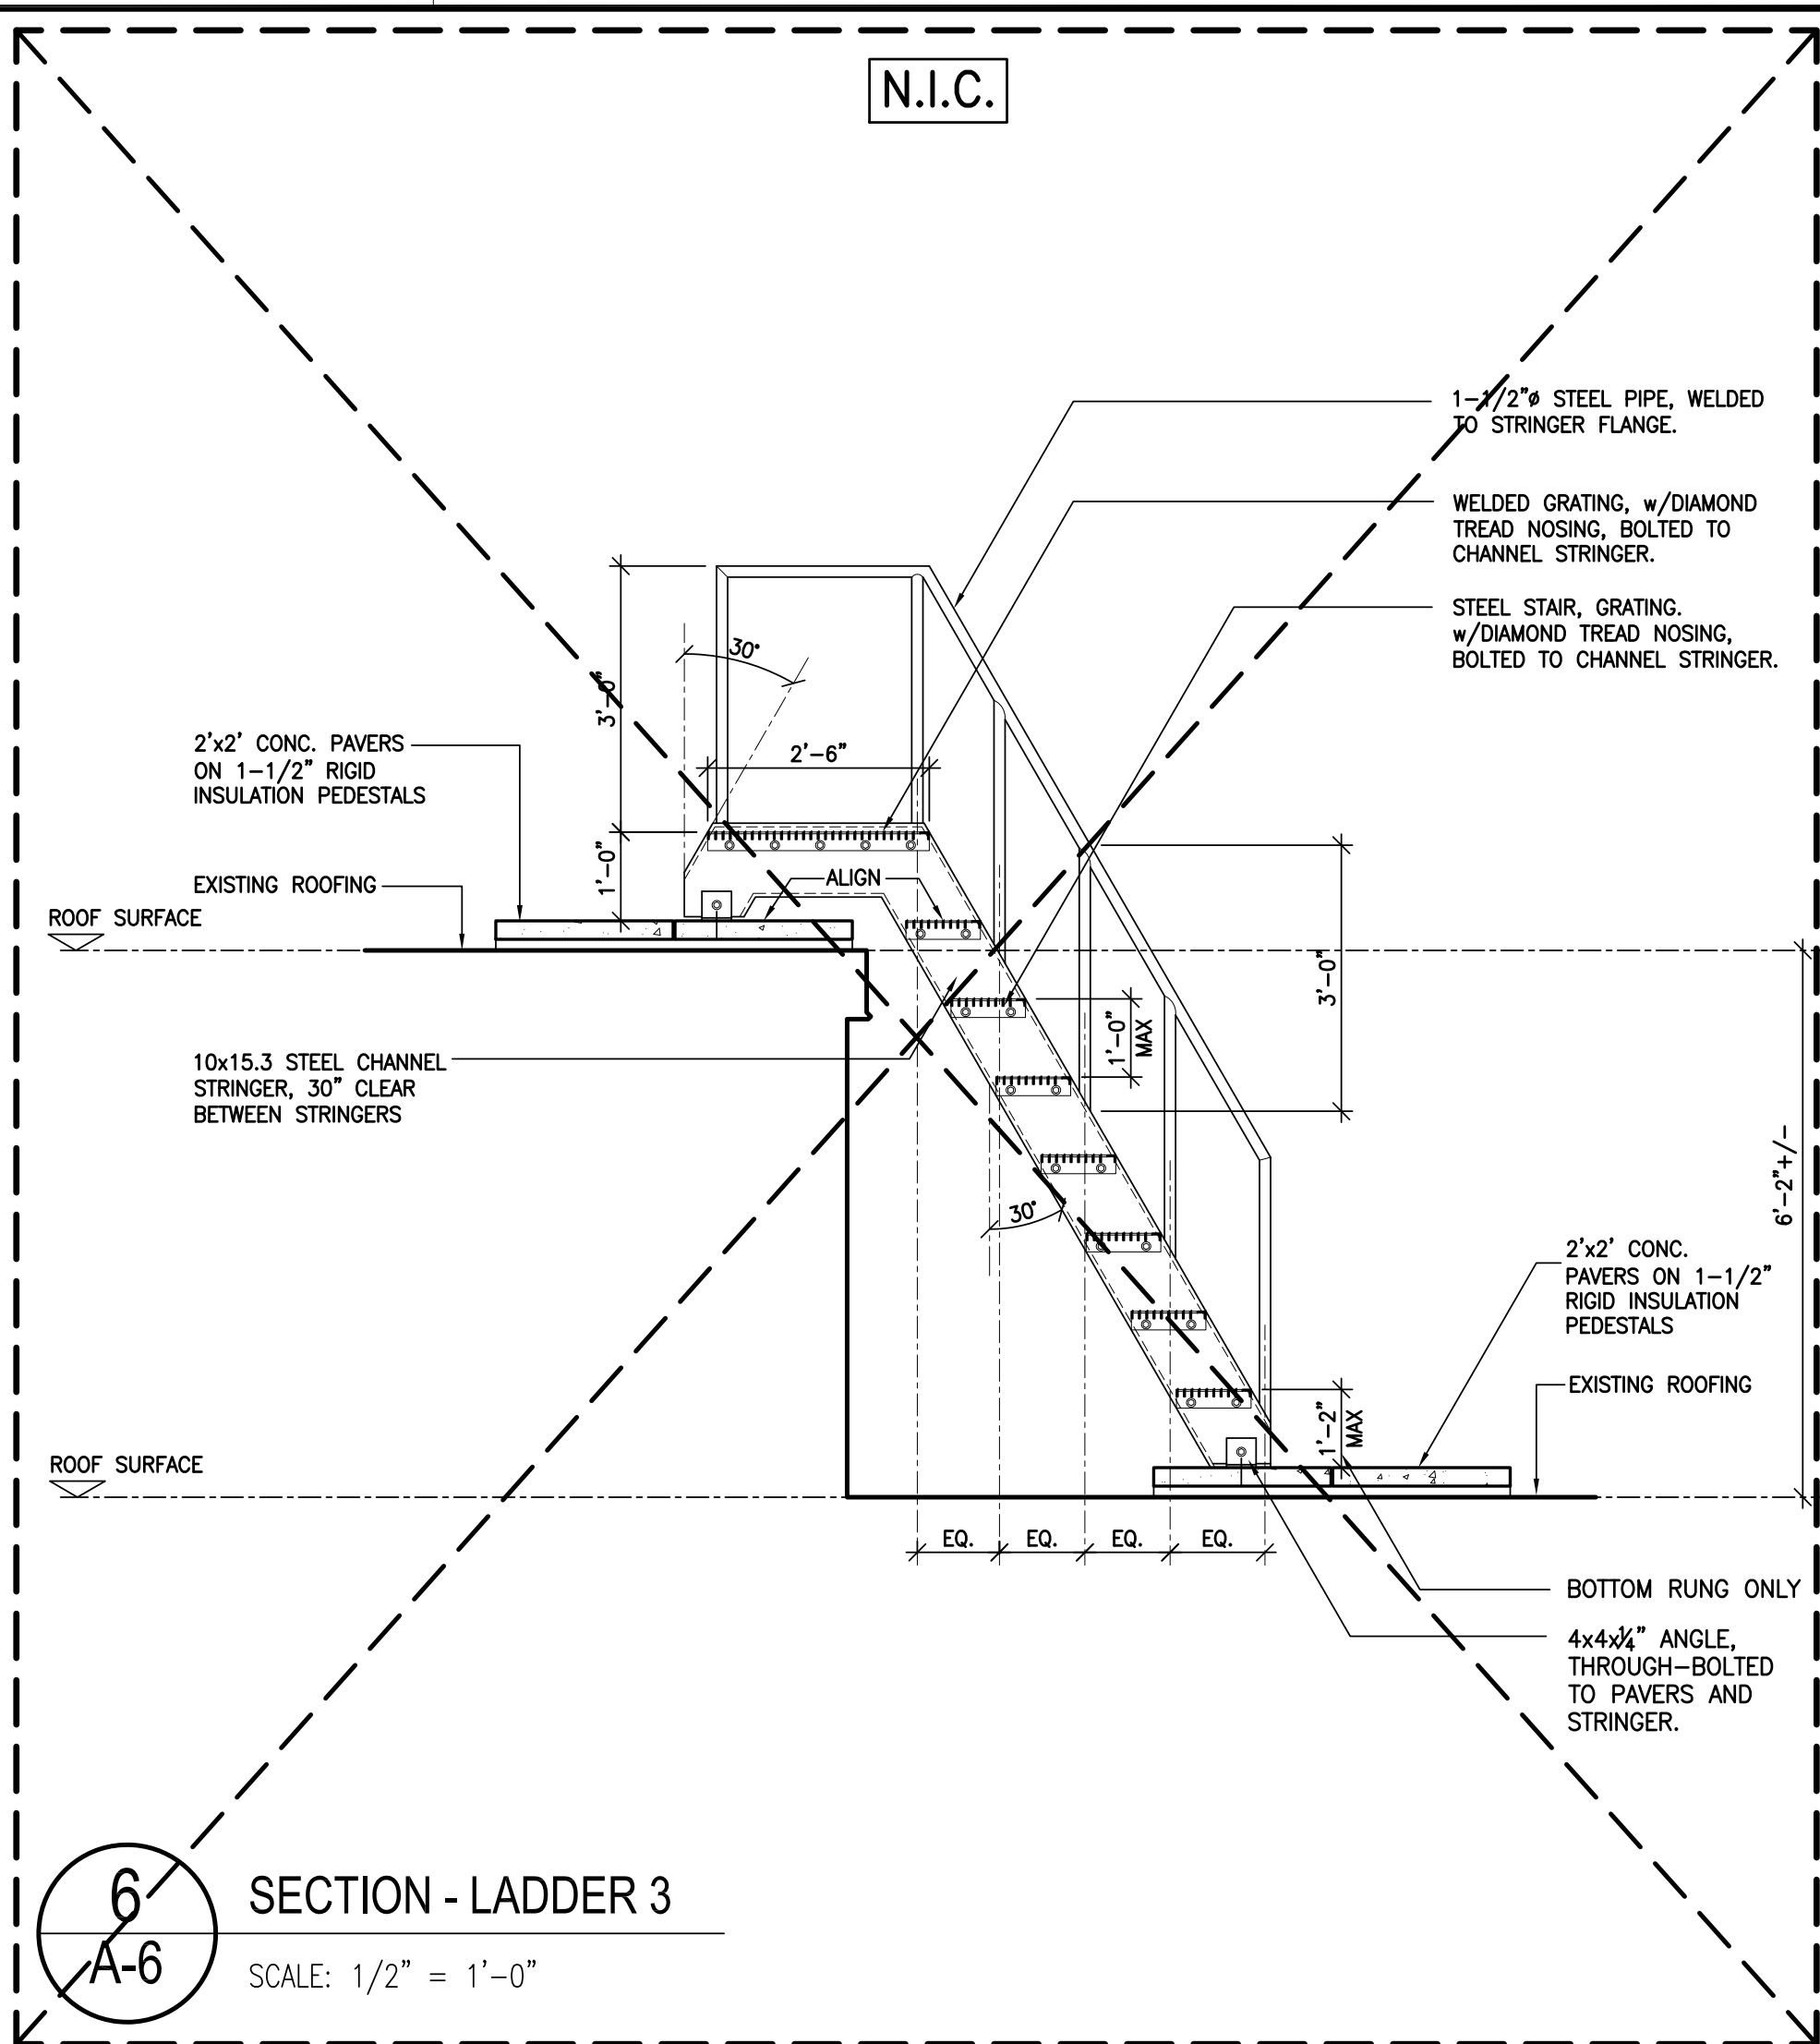 N.I.C.
1-1/2"ø STEEL PIPE, WELDED
TO STRINGER FLANGE.
WELDED GRATING, w/DIAMOND
TREAD NOSING, BOLTED TO
CHANNEL STRINGER.
STEEL STAIR, GRATING.
w/DIAMOND TREAD NOSING,
BOLTED TO CHANNEL STRINGER.
30°
3'-0"
2'-6"
2'x2' CONC. PAVERS
ON 1-1/2" RIGID
INSULATION PEDESTALS
1'-0"
ALIGN
EXISTING ROOFING
ROOF SURFACE
3'-0"
1'-0"
MAX
10x15.3 STEEL CHANNEL
STRINGER, 30" CLEAR
BETWEEN STRINGERS
6'-2"+/-
30°
2'x2' CONC.
PAVERS ON 1-1/2"
RIGID INSULATION
PEDESTALS
EXISTING ROOFING
1'-2"
MAX
ROOF SURFACE
EQ. EQ. EQ. EQ.
BOTTOM RUNG ONLY
4x4x1/4" ANGLE,
THROUGH-BOLTED
TO PAVERS AND
STRINGER.
6
A-6
SECTION - LADDER 3
SCALE: 1/2" = 1'-0"